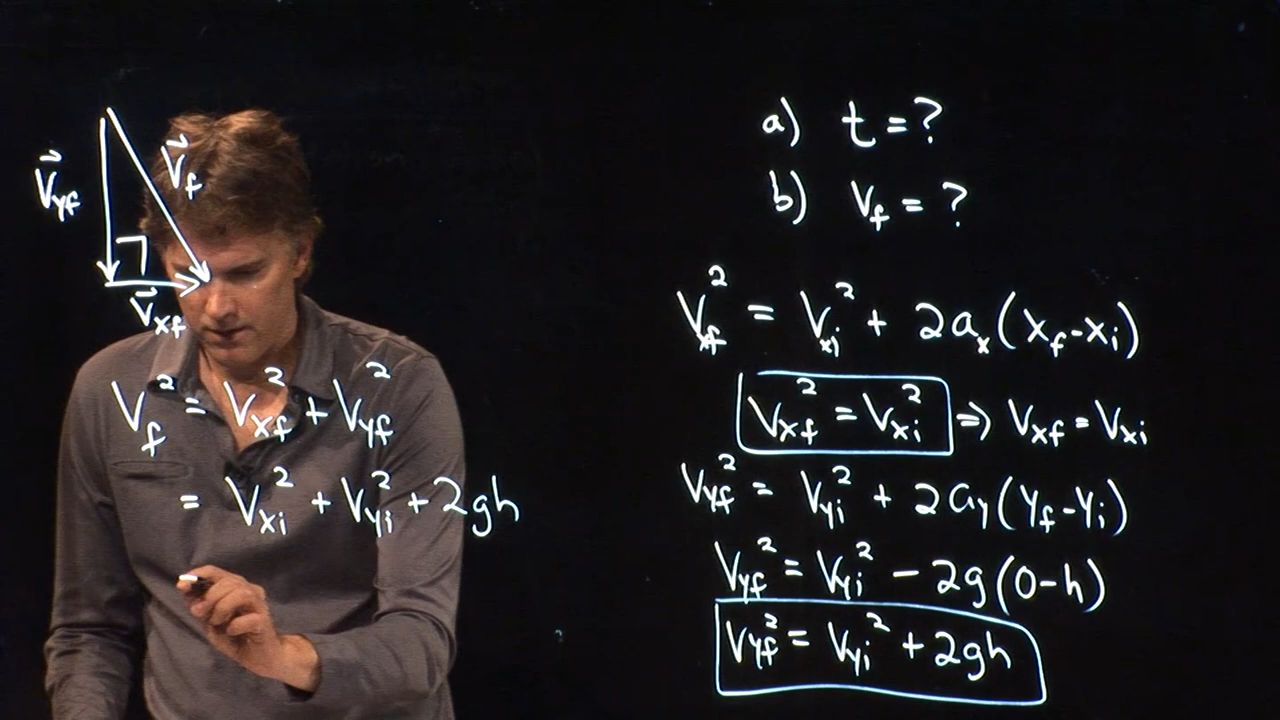 V⃗yf
V⃗f
V⃗xf
Vf² = Vxf² + Vyf²
= Vxi² + Vyi² + 2gh
a) t = ?
b) Vf = ?
Vxf² = Vxi² + 2ax(xf-xi)
Vxf² = Vxi² ⇒ Vxf = Vxi
Vyf² = Vyi² + 2ay(yf-yi)
Vyf² = Vyi² - 2g(0-h)
Vyf² = Vyi² + 2gh